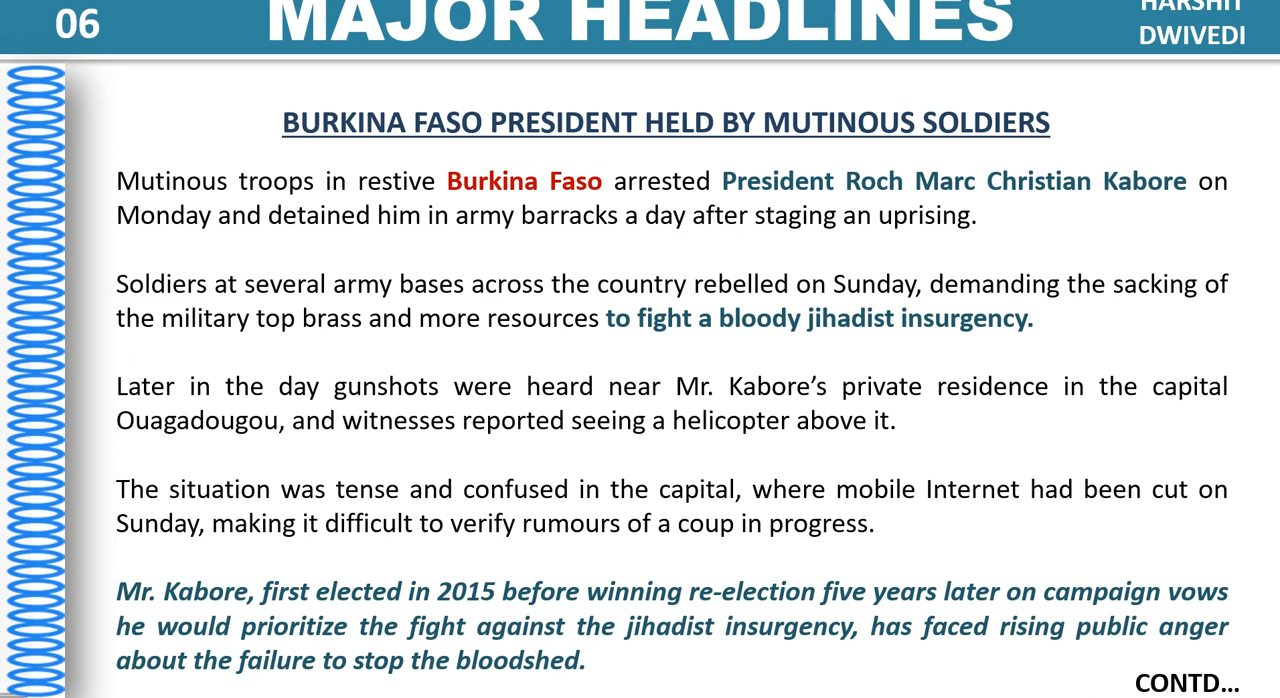 06
MAJOR HEADLINES
HARSHIT
DWIVEDI
BURKINA FASO PRESIDENT HELD BY MUTINOUS SOLDIERS
Mutinous troops in restive Burkina Faso arrested President Roch Marc Christian Kabore on
Monday and detained him in army barracks a day after staging an uprising.
Soldiers at several army bases across the country rebelled on Sunday, demanding the sacking of
the military top brass and more resources to fight a bloody jihadist insurgency.
Later in the day gunshots were heard near Mr. Kabore’s private residence in the capital
Ouagadougou, and witnesses reported seeing a helicopter above it.
The situation was tense and confused in the capital, where mobile Internet had been cut on
Sunday, making it difficult to verify rumours of a coup in progress.
Mr. Kabore, first elected in 2015 before winning re-election five years later on campaign vows
he would prioritize the fight against the jihadist insurgency, has faced rising public anger
about the failure to stop the bloodshed.
CONTD...